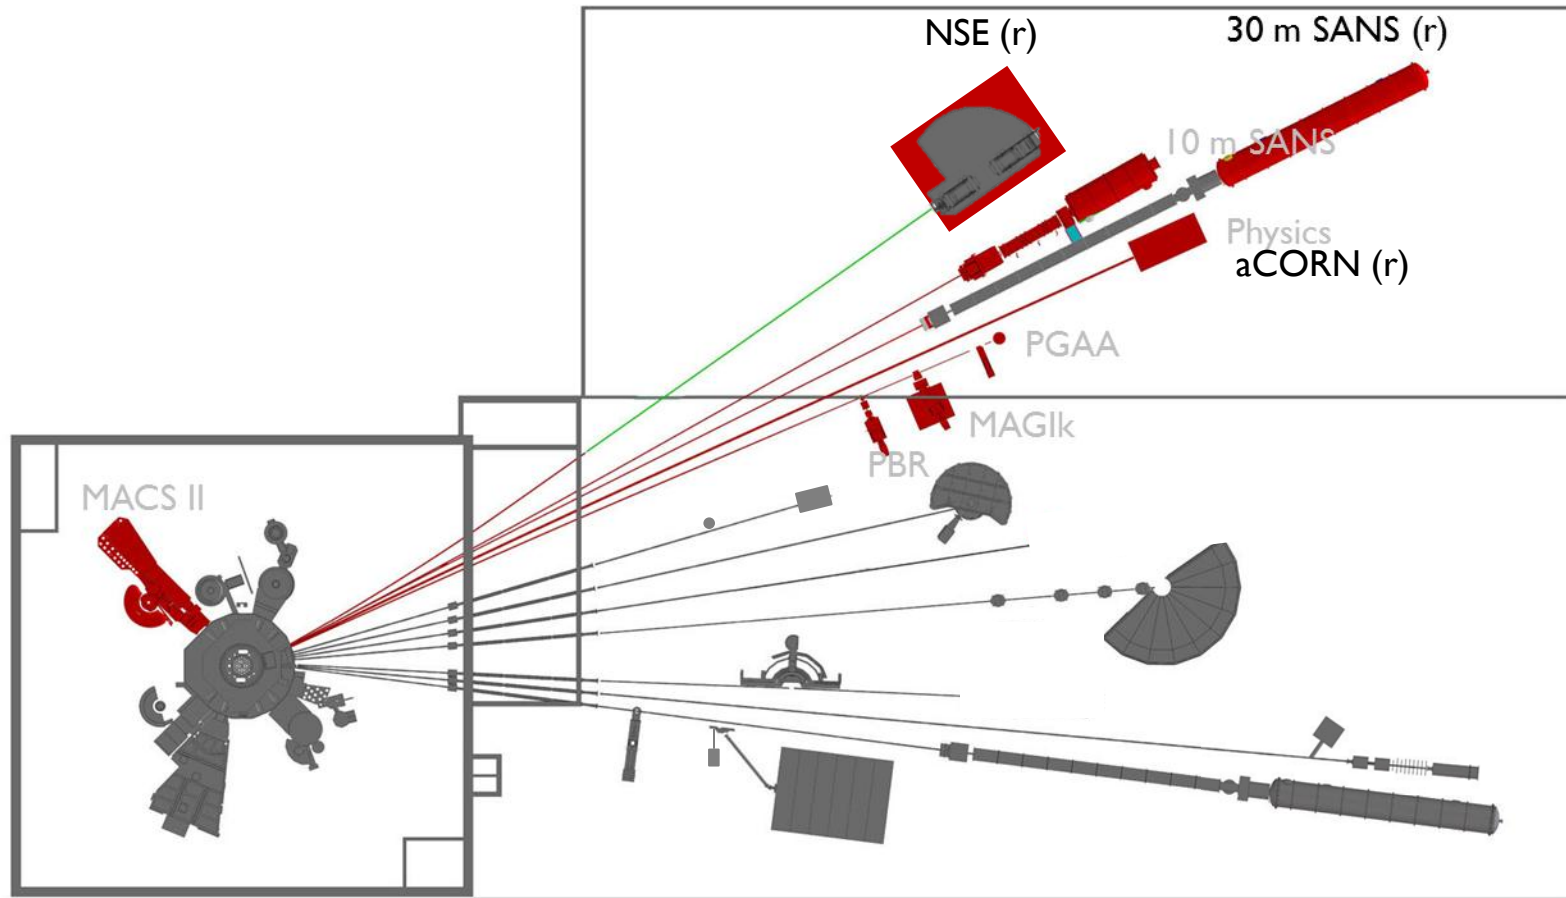 NSE (r)
30 m SANS (r)
10 m SANS
Physics
aCORN (r)
PGAA
MAGIk
PBR
MACS II